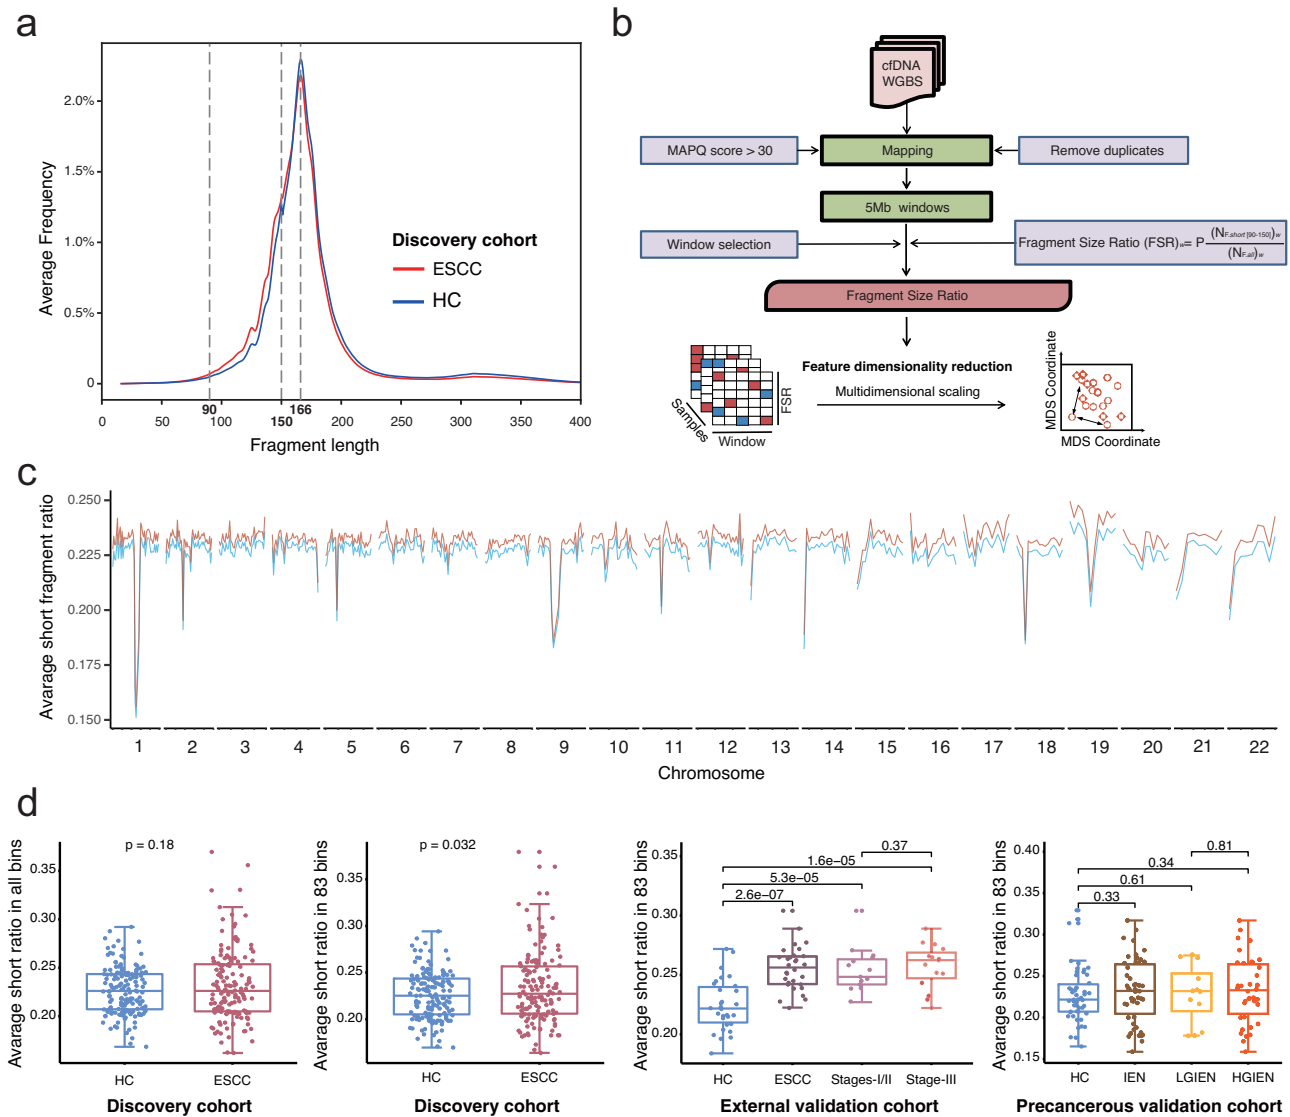 a
2.0%
1.5%
1.0%
0.5%
0
Average Frequency
Discovery cohort
ESCC
HC
0 50 90 100 150 166 200 250 300 350 400
Fragment length
b
cfDNA
WGBS
MAPQ score > 30
Mapping
Remove duplicates
5Mb windows
Window selection
Fragment Size Ratio (FSR)w= P (NF.short [90-150])w / (NF.all)w
Fragment Size Ratio
Feature dimensionality reduction
Multidimensional scaling
Samples
Window
FSR
MDS Coordinate
MDS Coordinate
c
Avarage short fragment ratio
0.250
0.225
0.200
0.175
0.150
1 2 3 4 5 6 7 8 9 10 11 12 13 14 15 16 17 18 19 20 21 22
Chromosome
d
Avarage short ratio in all bins
0.35
0.30
0.25
0.20
p = 0.18
HC ESCC
Discovery cohort
Avarage short ratio in 83 bins
0.35
0.30
0.25
0.20
p = 0.032
HC ESCC
Discovery cohort
Avarage short ratio in 83 bins
0.35
0.30
0.25
0.20
0.37
1.6e−05
5.3e−05
2.6e−07
HC ESCC Stages-I/II Stage-III
External validation cohort
Avarage short ratio in 83 bins
0.40
0.35
0.30
0.25
0.20
0.15
0.81
0.34
0.61
0.33
HC IEN LGIEN HGIEN
Precancerous validation cohort